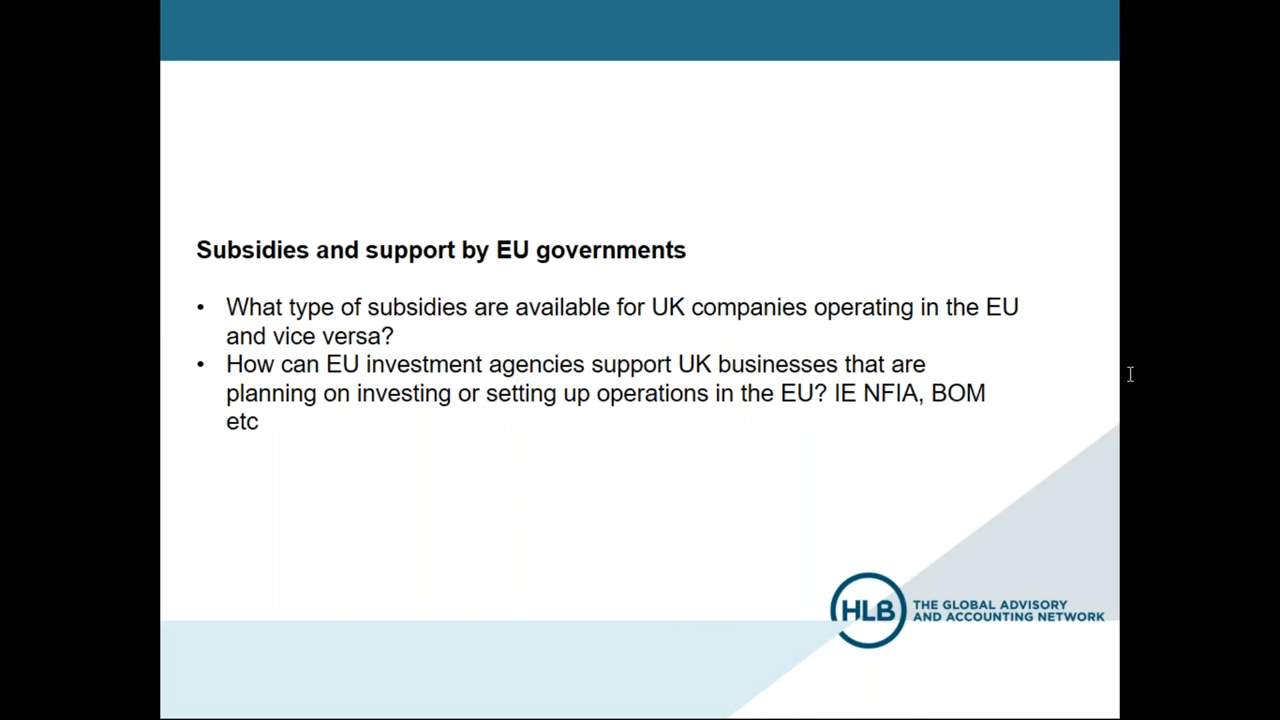 Subsidies and support by EU governments
• What type of subsidies are available for UK companies operating in the EU
and vice versa?
• How can EU investment agencies support UK businesses that are
planning on investing or setting up operations in the EU? IE NFIA, BOM
etc
HLB
THE GLOBAL ADVISORY
AND ACCOUNTING NETWORK